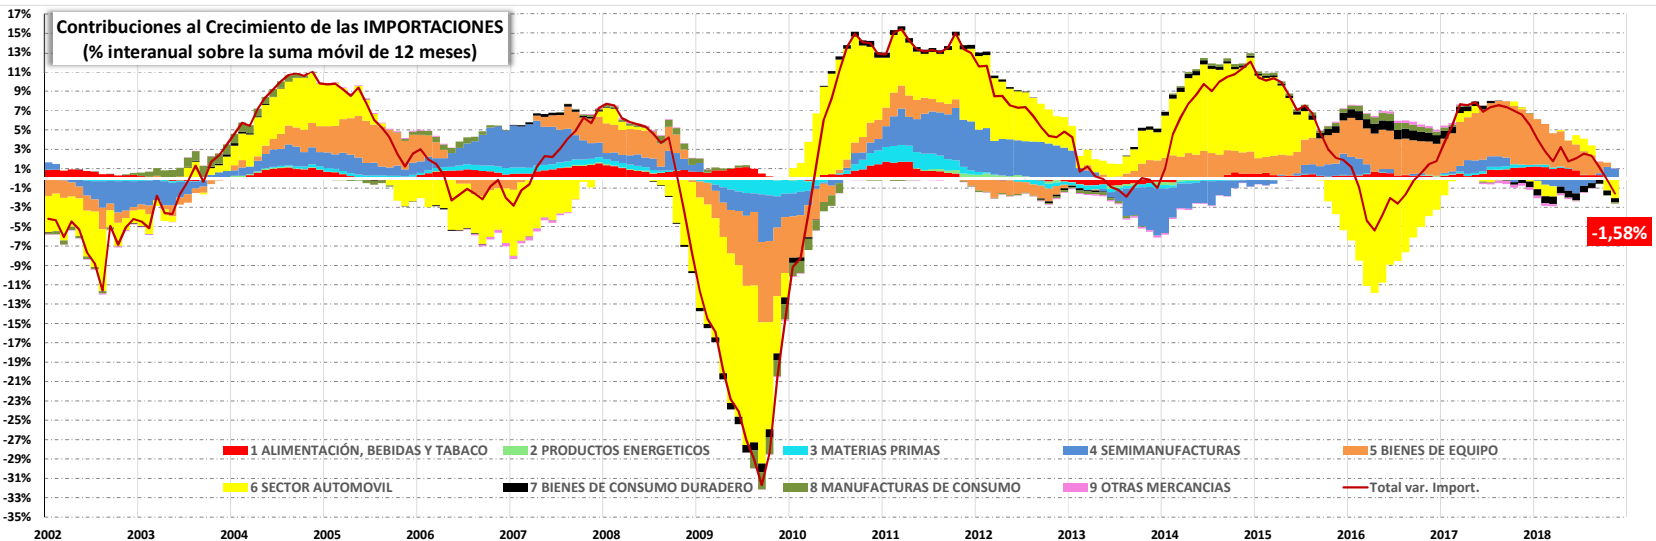 Contribuciones al Crecimiento de las IMPORTACIONES
(% interanual sobre la suma móvil de 12 meses)
17%
15%
13%
11%
9%
7%
5%
3%
1%
-1%
-3%
-5%
-7%
-9%
-11%
-13%
-15%
-17%
-19%
-21%
-23%
-25%
-27%
-29%
-31%
-33%
-35%
-1,58%
1 ALIMENTACIÓN, BEBIDAS Y TABACO
2 PRODUCTOS ENERGETICOS
3 MATERIAS PRIMAS
4 SEMIMANUFACTURAS
5 BIENES DE EQUIPO
6 SECTOR AUTOMOVIL
7 BIENES DE CONSUMO DURADERO
8 MANUFACTURAS DE CONSUMO
9 OTRAS MERCANCIAS
Total var. Import.
2002 2003 2004 2005 2006 2007 2008 2009 2010 2011 2012 2013 2014 2015 2016 2017 2018